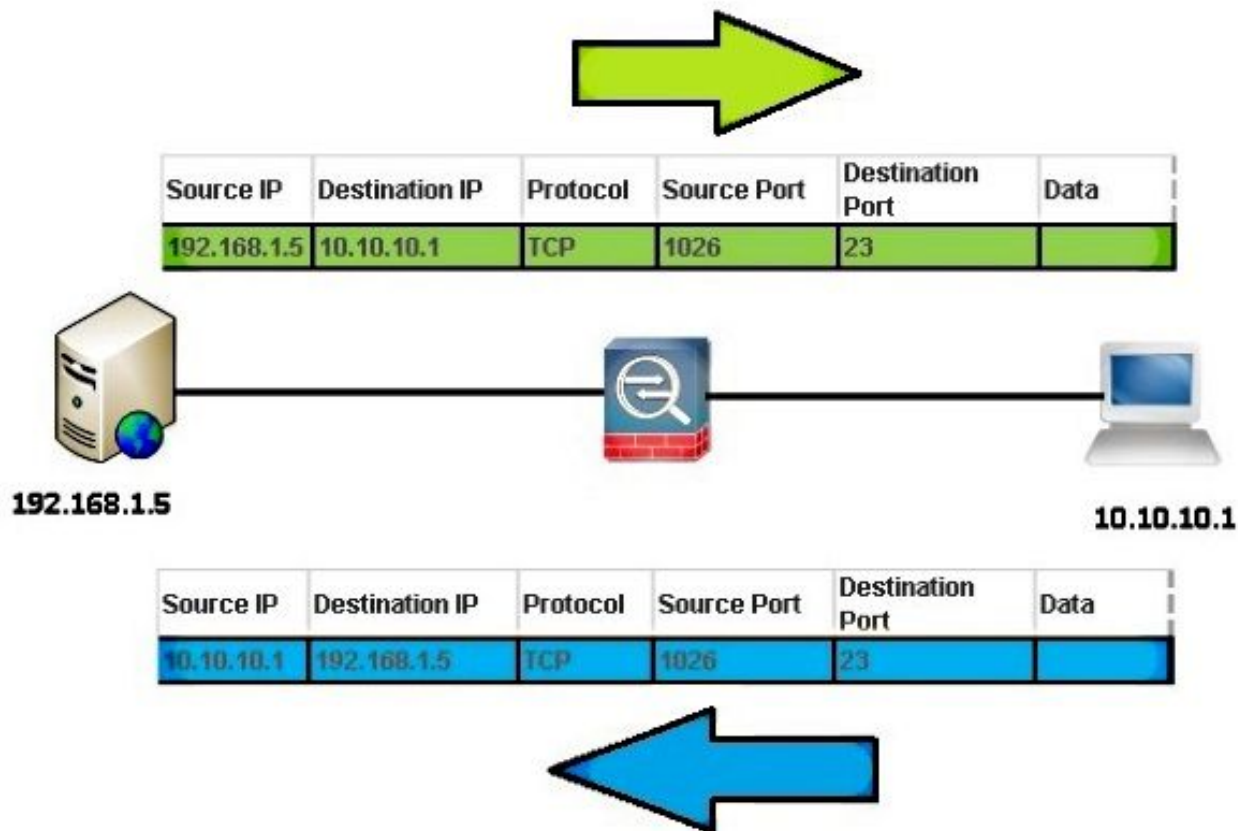 Source IP Destination IP Protocol Source Port Destination Port Data
192.168.1.5 10.10.10.1 TCP 1026 23
192.168.1.5
10.10.10.1
Source IP Destination IP Protocol Source Port Destination Port Data
10.10.10.1 192.168.1.5 TCP 1026 23